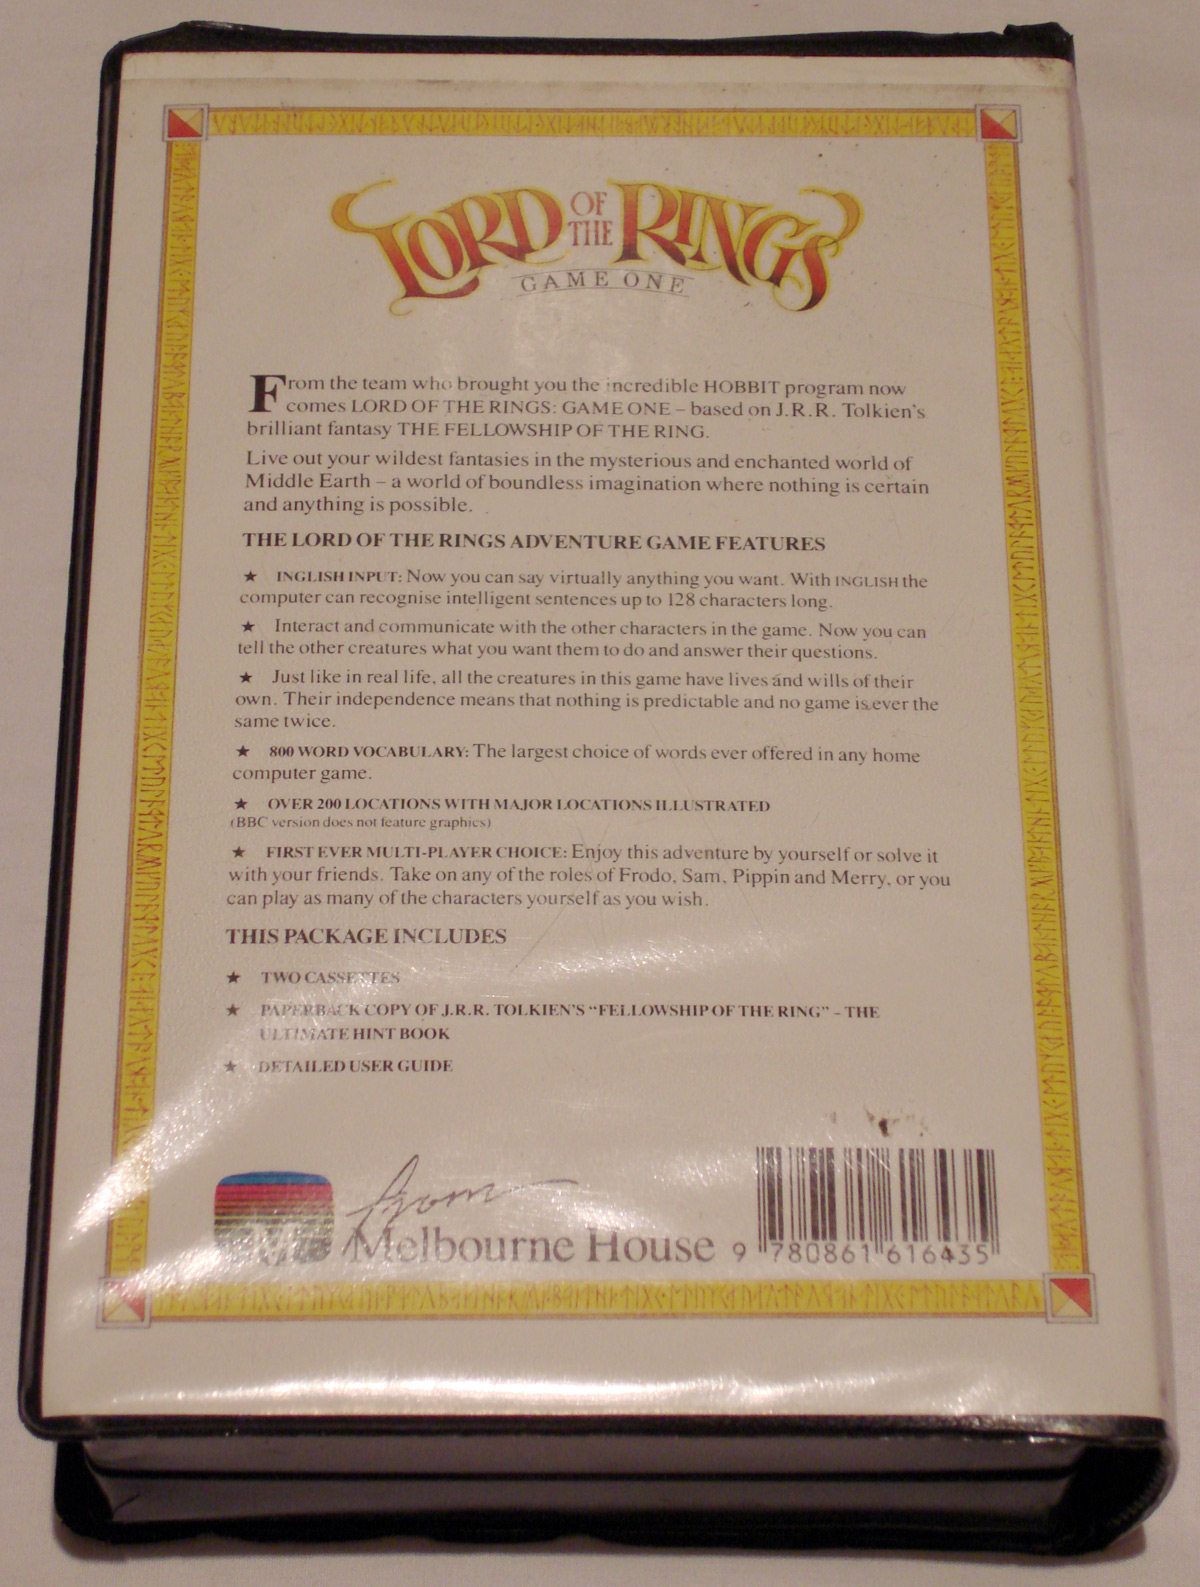 LORD OF THE RINGS
GAME ONE
From the team who brought you the incredible HOBBIT program now
comes LORD OF THE RINGS: GAME ONE – based on J.R.R. Tolkien's
brilliant fantasy THE FELLOWSHIP OF THE RING.
Live out your wildest fantasies in the mysterious and enchanted world of
Middle Earth – a world of boundless imagination where nothing is certain
and anything is possible.
THE LORD OF THE RINGS ADVENTURE GAME FEATURES
★ INGLISH INPUT: Now you can say virtually anything you want. With INGLISH the
computer can recognise intelligent sentences up to 128 characters long.
★ Interact and communicate with the other characters in the game. Now you can
tell the other creatures what you want them to do and answer their questions.
★ Just like in real life, all the creatures in this game have lives and wills of their
own. Their independence means that nothing is predictable and no game is ever the
same twice.
★ 800 WORD VOCABULARY: The largest choice of words ever offered in any home
computer game.
★ OVER 200 LOCATIONS WITH MAJOR LOCATIONS ILLUSTRATED
(BBC version does not feature graphics)
★ FIRST EVER MULTI-PLAYER CHOICE: Enjoy this adventure by yourself or solve it
with your friends. Take on any of the roles of Frodo, Sam, Pippin and Merry, or you
can play as many of the characters yourself as you wish.
THIS PACKAGE INCLUDES
★ TWO CASSETTES
★ PAPERBACK COPY OF J.R.R. TOLKIEN'S “FELLOWSHIP OF THE RING” – THE
ULTIMATE HINT BOOK
★ DETAILED USER GUIDE
from
Melbourne House
9 780861 616435